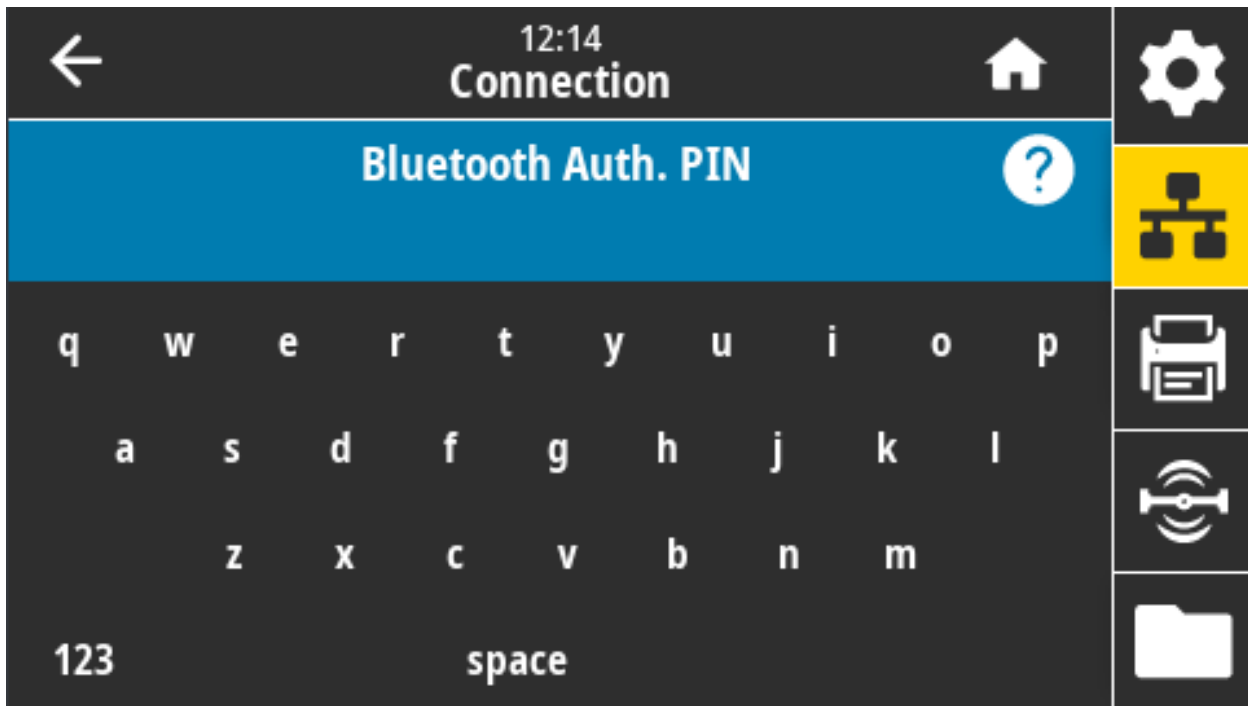 12:14
Connection
Bluetooth Auth. PIN
?
q w e r t y u i o p
a s d f g h j k l
z x c v b n m
123 space